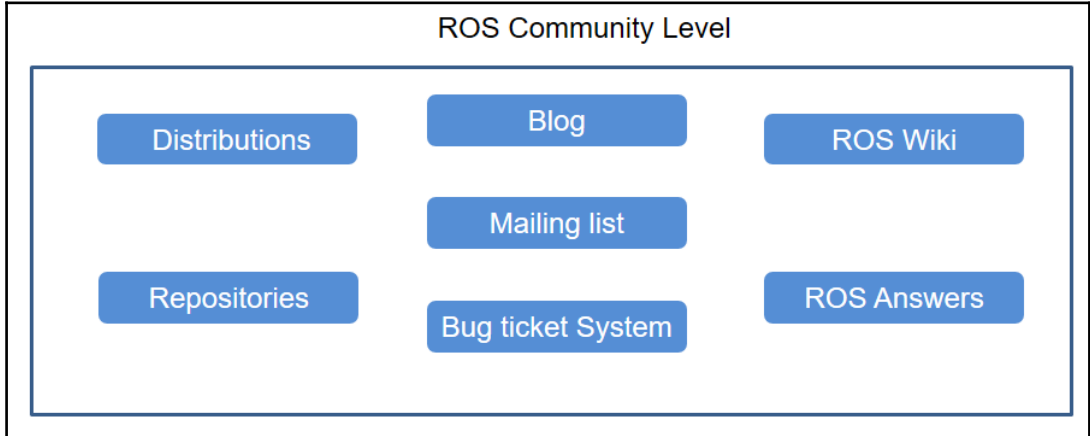 ROS Community Level
Distributions
Blog
ROS Wiki
Mailing list
Repositories
Bug ticket System
ROS Answers